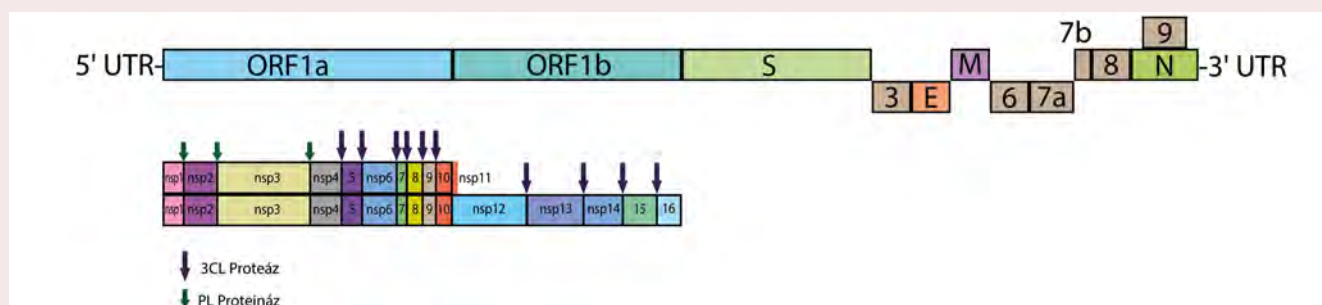 7b 9
5' UTR- ORF1a ORF1b S M 8 N -3' UTR
3 E 6 7a
nsp1 nsp2 nsp3 nsp4 5 nsp6 7 8 9 10 nsp11
nsp1 nsp2 nsp3 nsp4 5 nsp6 7 8 9 10 nsp12 nsp13 nsp14 15 16
3CL Proteáz
PL Proteináz